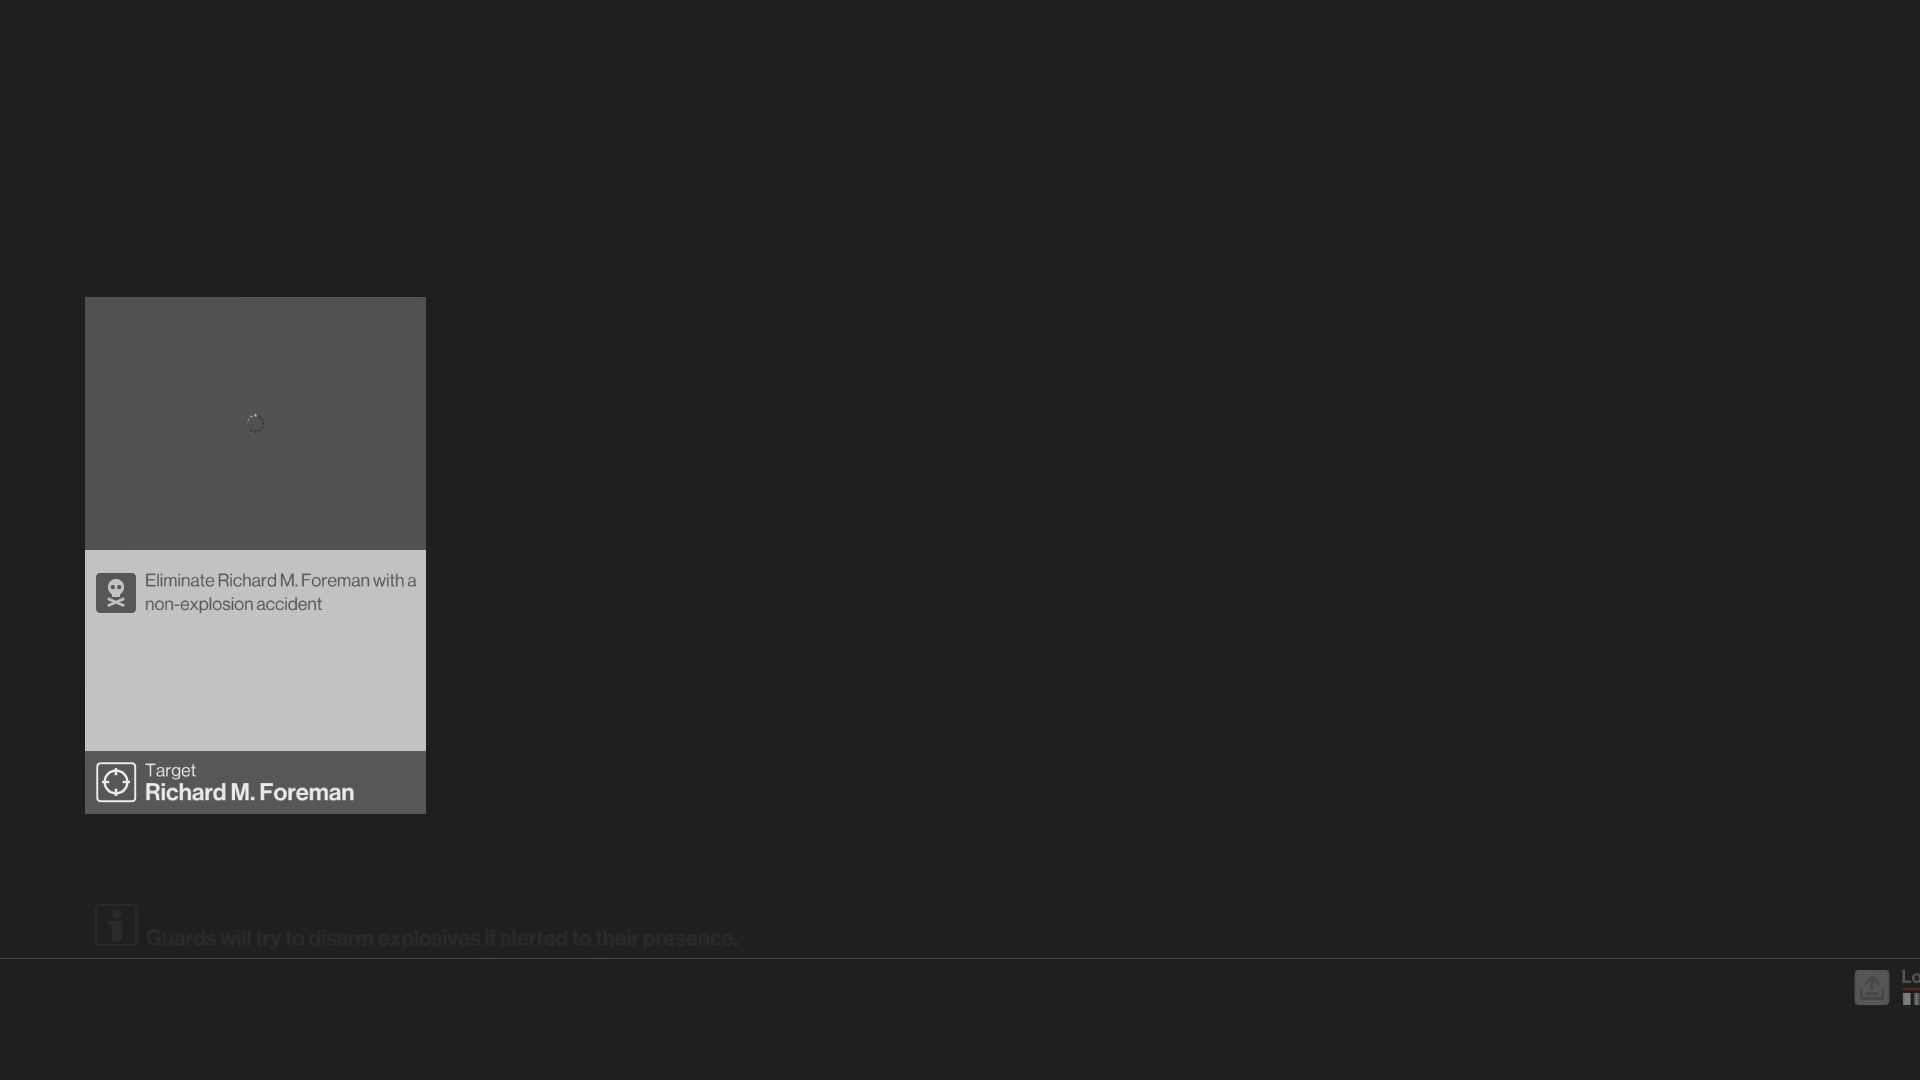 Eliminate Richard M. Foreman with a
non-explosion accident
Target
Richard M. Foreman
Guards will try to disarm explosives if alerted to their presence.
Lo